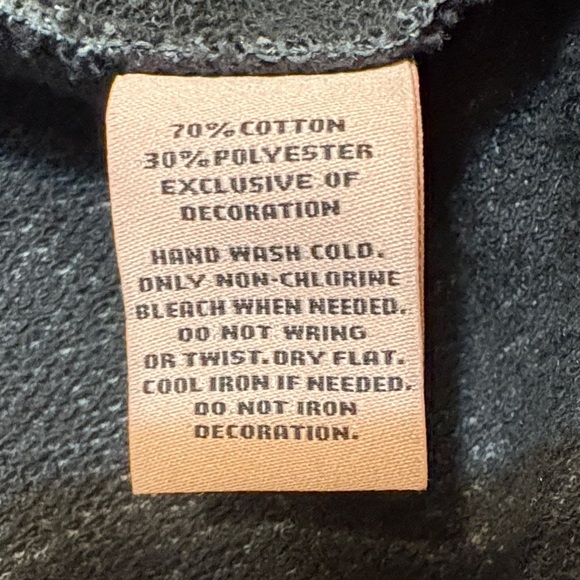 70% COTTON
30% POLYESTER
EXCLUSIVE OF
DECORATION
HAND WASH COLD.
ONLY NON-CHLORINE
BLEACH WHEN NEEDED.
DO NOT WRING
OR TWIST. DRY FLAT.
COOL IRON IF NEEDED.
DO NOT IRON
DECORATION.